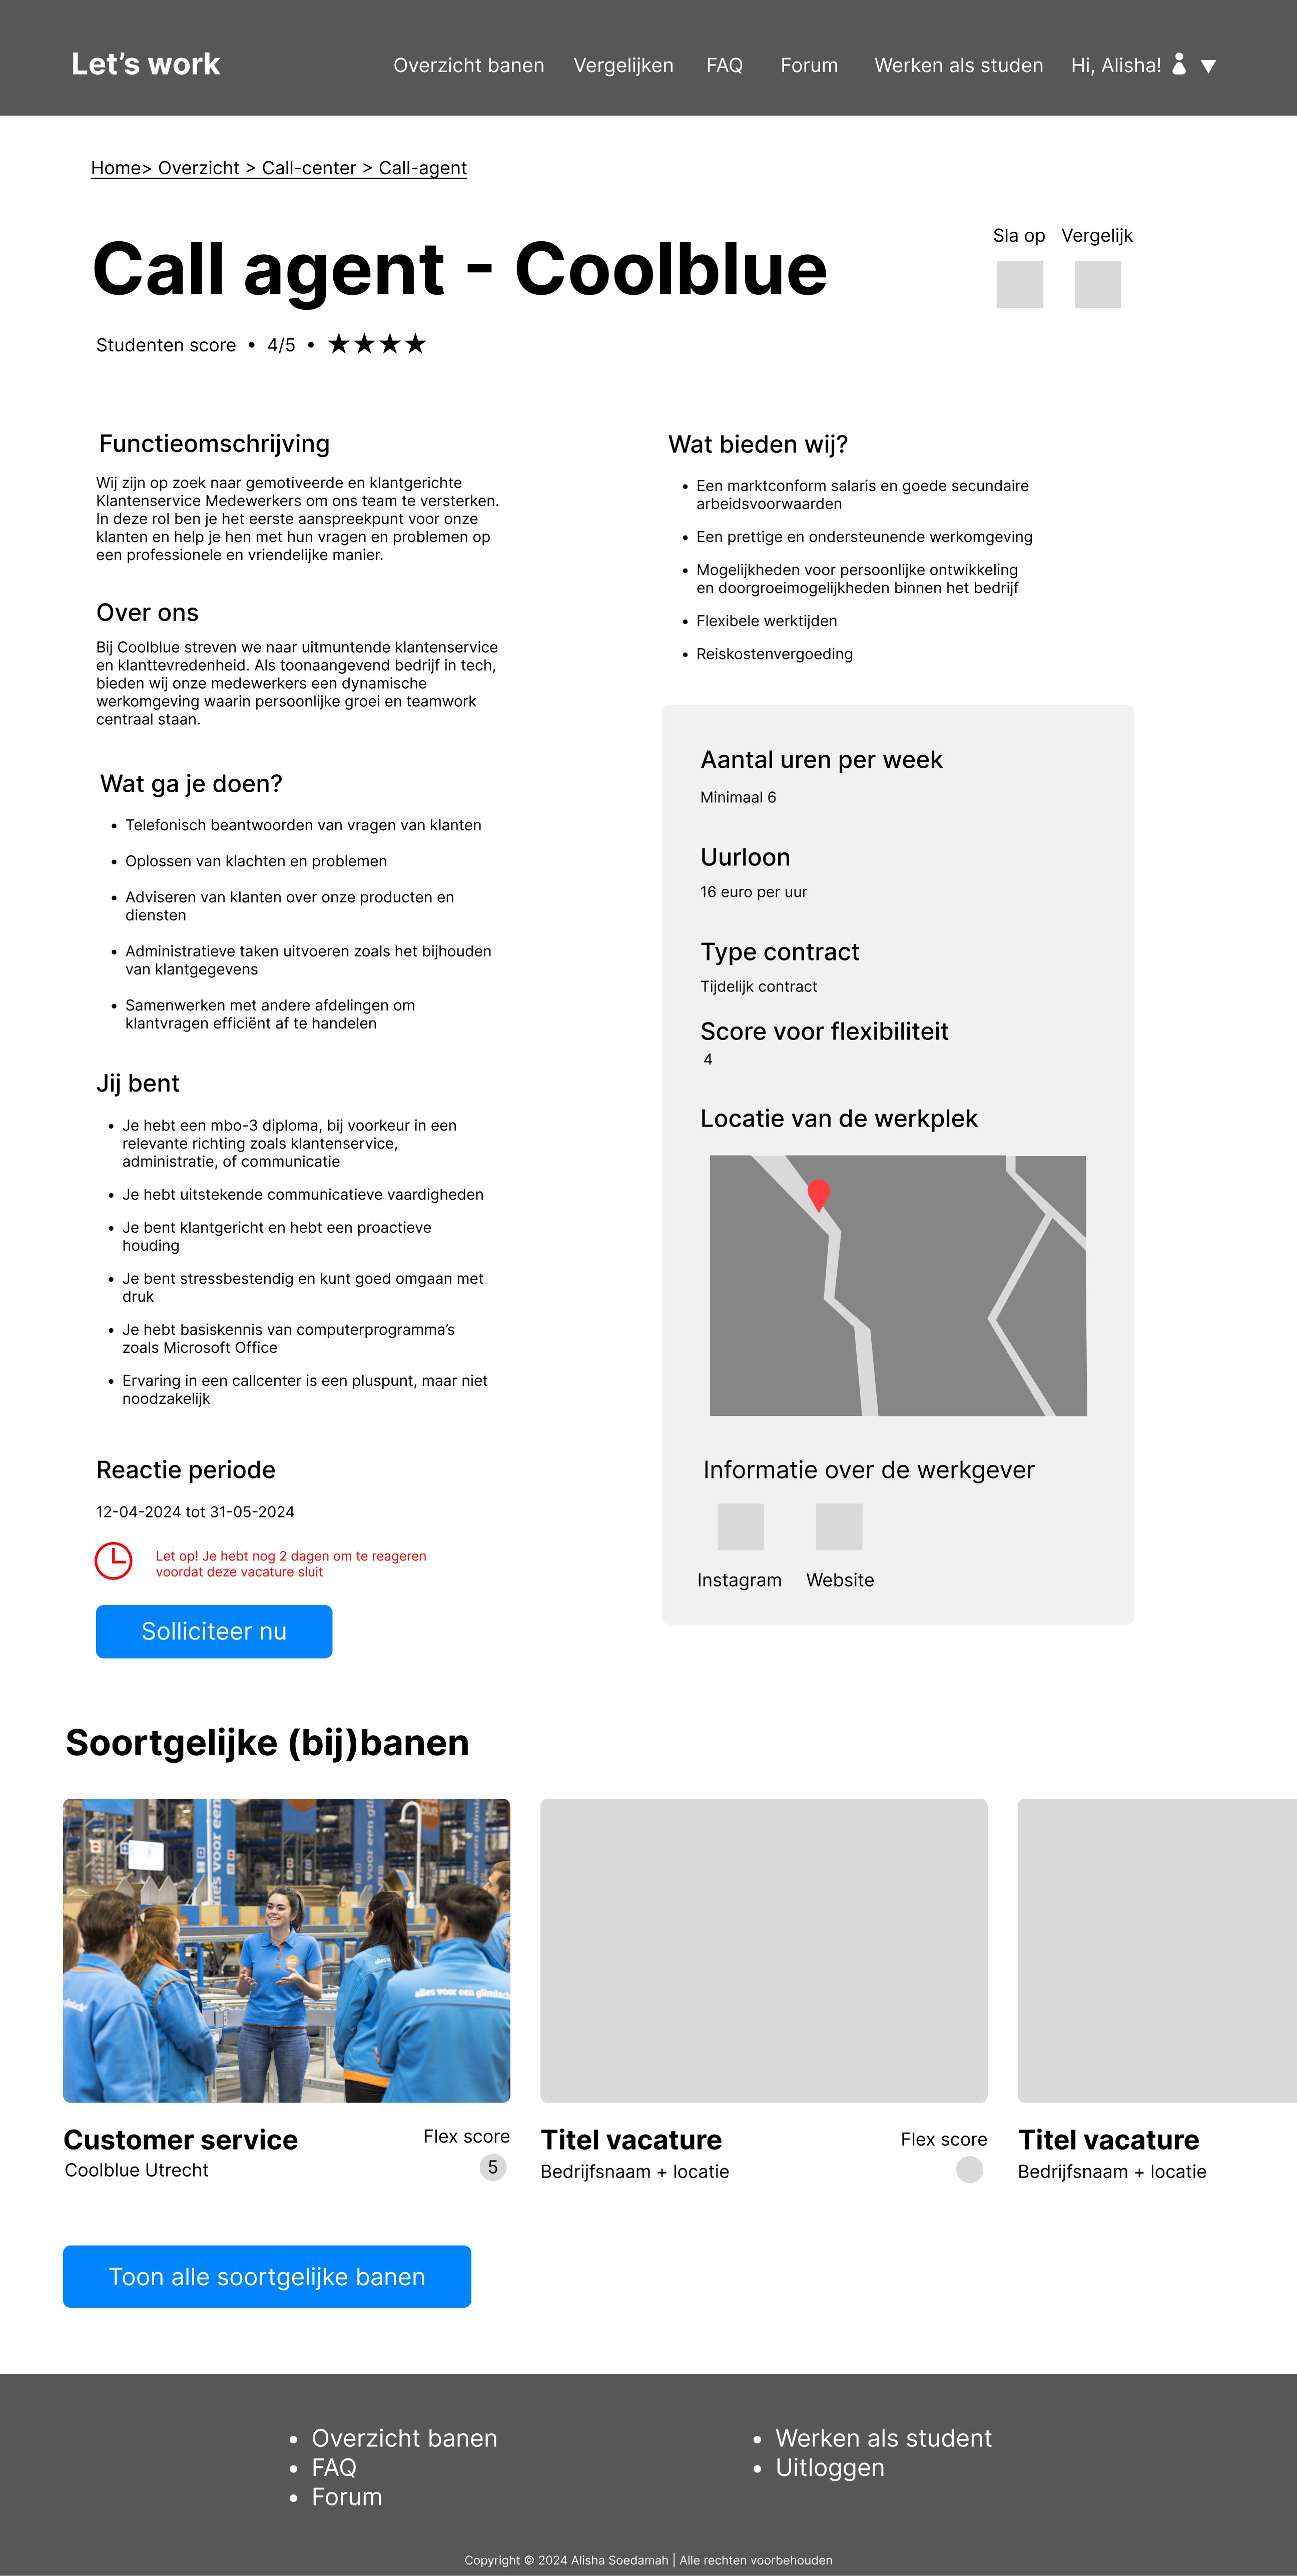 Let’s work
Overzicht banen
Vergelijken
FAQ
Forum
Werken als studen
Hi, Alisha!
Home> Overzicht > Call-center > Call-agent
Call agent - Coolblue
Sla op
Vergelijk
Studenten score • 4/5 • ★★★★
Functieomschrijving
Wij zijn op zoek naar gemotiveerde en klantgerichte
Klantenservice Medewerkers om ons team te versterken.
In deze rol ben je het eerste aanspreekpunt voor onze
klanten en help je hen met hun vragen en problemen op
een professionele en vriendelijke manier.
Over ons
Bij Coolblue streven we naar uitmuntende klantenservice
en klanttevredenheid. Als toonaangevend bedrijf in tech,
bieden wij onze medewerkers een dynamische
werkomgeving waarin persoonlijke groei en teamwork
centraal staan.
Wat ga je doen?
• Telefonisch beantwoorden van vragen van klanten
• Oplossen van klachten en problemen
• Adviseren van klanten over onze producten en
diensten
• Administratieve taken uitvoeren zoals het bijhouden
van klantgegevens
• Samenwerken met andere afdelingen om
klantvragen efficiënt af te handelen
Jij bent
• Je hebt een mbo-3 diploma, bij voorkeur in een
relevante richting zoals klantenservice,
administratie, of communicatie
• Je hebt uitstekende communicatieve vaardigheden
• Je bent klantgericht en hebt een proactieve
houding
• Je bent stressbestendig en kunt goed omgaan met
druk
• Je hebt basiskennis van computerprogramma’s
zoals Microsoft Office
• Ervaring in een callcenter is een pluspunt, maar niet
noodzakelijk
Reactie periode
12-04-2024 tot 31-05-2024
Let op! Je hebt nog 2 dagen om te reageren
voordat deze vacature sluit
Solliciteer nu
Wat bieden wij?
• Een marktconform salaris en goede secundaire
arbeidsvoorwaarden
• Een prettige en ondersteunende werkomgeving
• Mogelijkheden voor persoonlijke ontwikkeling
en doorgroeimogelijkheden binnen het bedrijf
• Flexibele werktijden
• Reiskostenvergoeding
Aantal uren per week
Minimaal 6
Uurloon
16 euro per uur
Type contract
Tijdelijk contract
Score voor flexibiliteit
4
Locatie van de werkplek
Informatie over de werkgever
Instagram
Website
Soortgelijke (bij)banen
alles voor een glimlach
Customer service
Coolblue Utrecht
Flex score
5
Titel vacature
Bedrijfsnaam + locatie
Flex score
Titel vacature
Bedrijfsnaam + locatie
Toon alle soortgelijke banen
• Overzicht banen
• FAQ
• Forum
• Werken als student
• Uitloggen
Copyright © 2024 Alisha Soedamah | Alle rechten voorbehouden